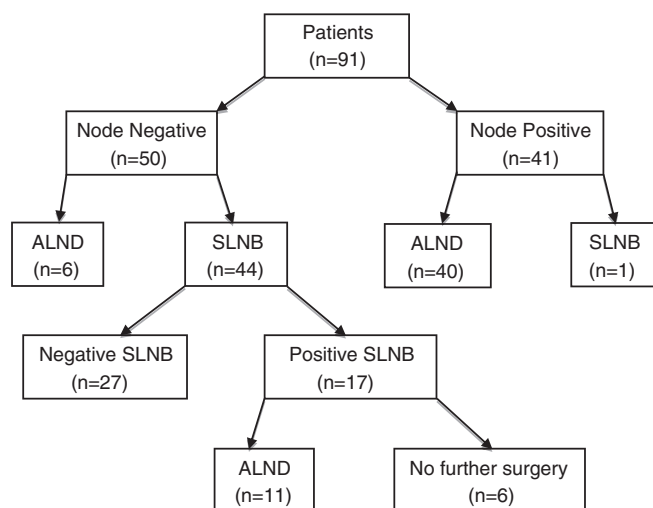 Patients
(n=91)
Node Negative
(n=50)
Node Positive
(n=41)
ALND
(n=6)
SLNB
(n=44)
ALND
(n=40)
SLNB
(n=1)
Negative SLNB
(n=27)
Positive SLNB
(n=17)
ALND
(n=11)
No further surgery
(n=6)